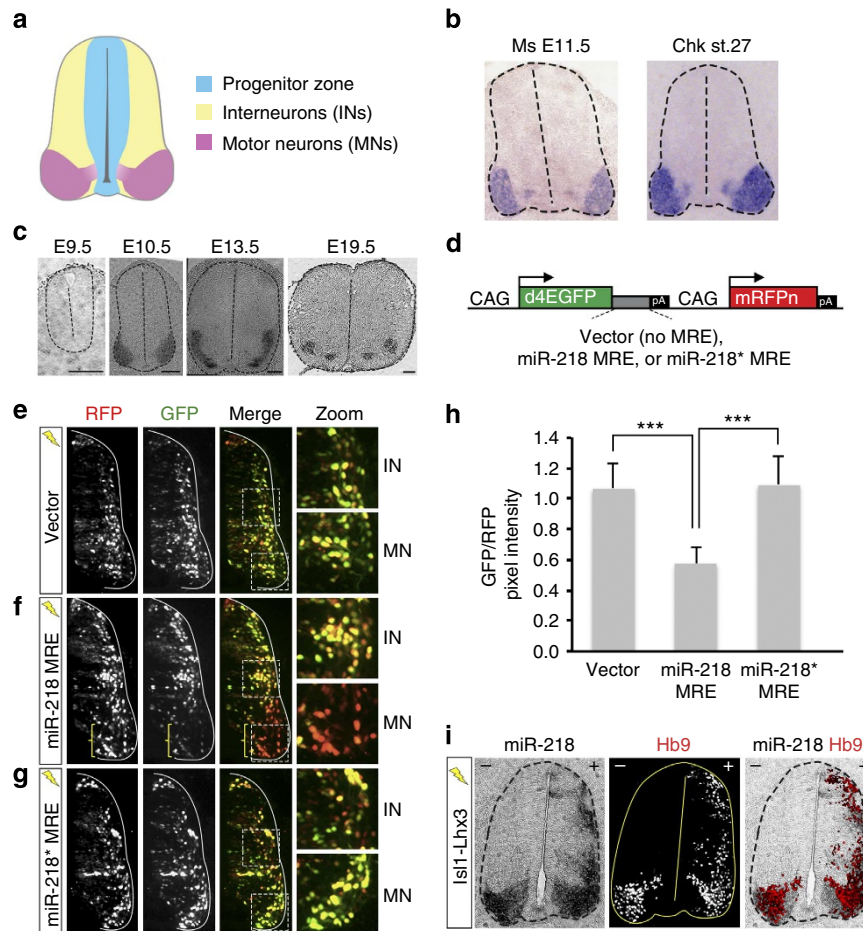 a
Progenitor zone
Interneurons (INs)
Motor neurons (MNs)
b
Ms E11.5
Chk st.27
c
E9.5
E10.5
E13.5
E19.5
d
CAG
d4EGFP
pA
CAG
mRFPn
pA
Vector (no MRE),
miR-218 MRE, or miR-218* MRE
e
RFP
GFP
Merge
Zoom
Vector
IN
MN
f
miR-218 MRE
IN
MN
g
miR-218* MRE
IN
MN
h
GFP/RFP
pixel intensity
1.4
1.2
1.0
0.8
0.6
0.4
0.2
0.0
***
***
Vector
miR-218
MRE
miR-218*
MRE
i
miR-218
Hb9
miR-218 Hb9
Isl1-Lhx3
– +
– +
– –